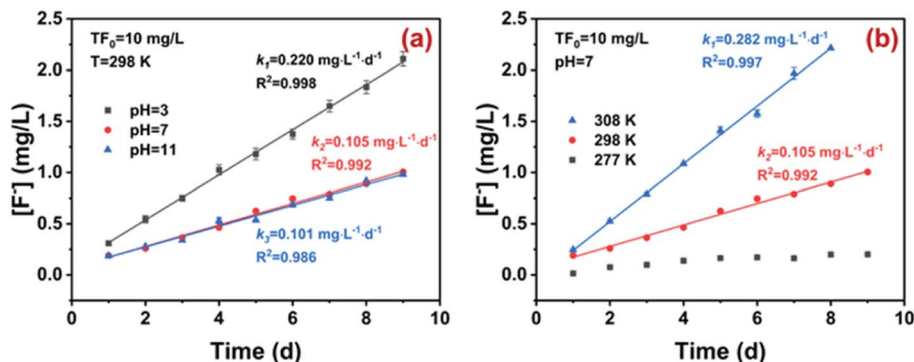 TF₀=10 mg/L
T=298 K
pH=3
pH=7
pH=11
k₁=0.220 mg·L⁻¹·d⁻¹
R²=0.998
(a)
k₂=0.105 mg·L⁻¹·d⁻¹
R²=0.992
k₃=0.101 mg·L⁻¹·d⁻¹
R²=0.986
[F⁻] (mg/L)
2.5
2.0
1.5
1.0
0.5
0.0
0 2 4 6 8 10
Time (d)
TF₀=10 mg/L
pH=7
308 K
298 K
277 K
k₁=0.282 mg·L⁻¹·d⁻¹
R²=0.997
(b)
k₂=0.105 mg·L⁻¹·d⁻¹
R²=0.992
[F⁻] (mg/L)
2.5
2.0
1.5
1.0
0.5
0.0
0 2 4 6 8 10
Time (d)